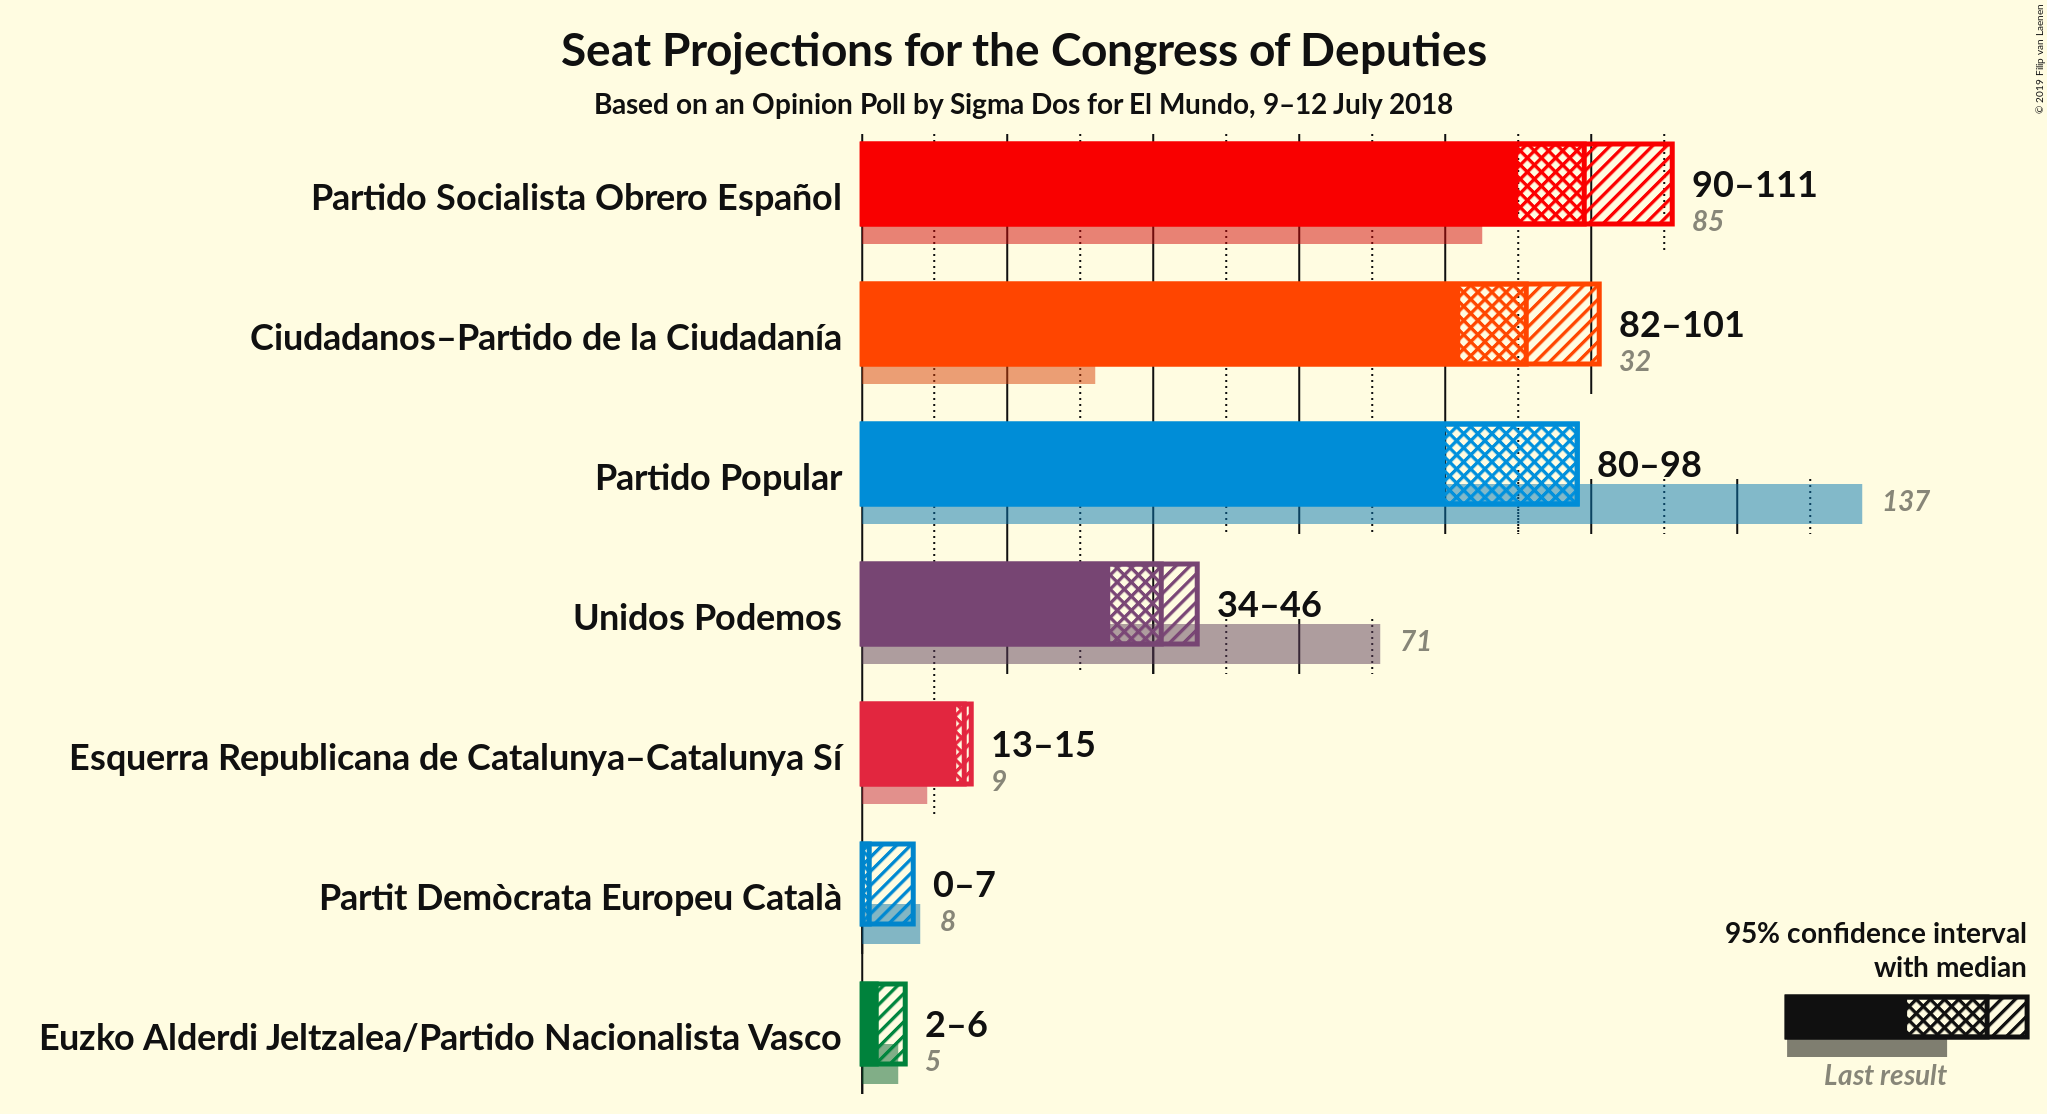 Seat Projections for the Congress of Deputies
Based on an Opinion Poll by Sigma Dos for El Mundo, 9–12 July 2018
© 2019 Filip van Laenen
Partido Socialista Obrero Español
90–111
85
Ciudadanos–Partido de la Ciudadanía
82–101
32
Partido Popular
80–98
137
Unidos Podemos
34–46
71
Esquerra Republicana de Catalunya–Catalunya Sí
13–15
9
Partit Demòcrata Europeu Català
0–7
8
Euzko Alderdi Jeltzalea/Partido Nacionalista Vasco
2–6
5
95% confidence interval
with median
Last result